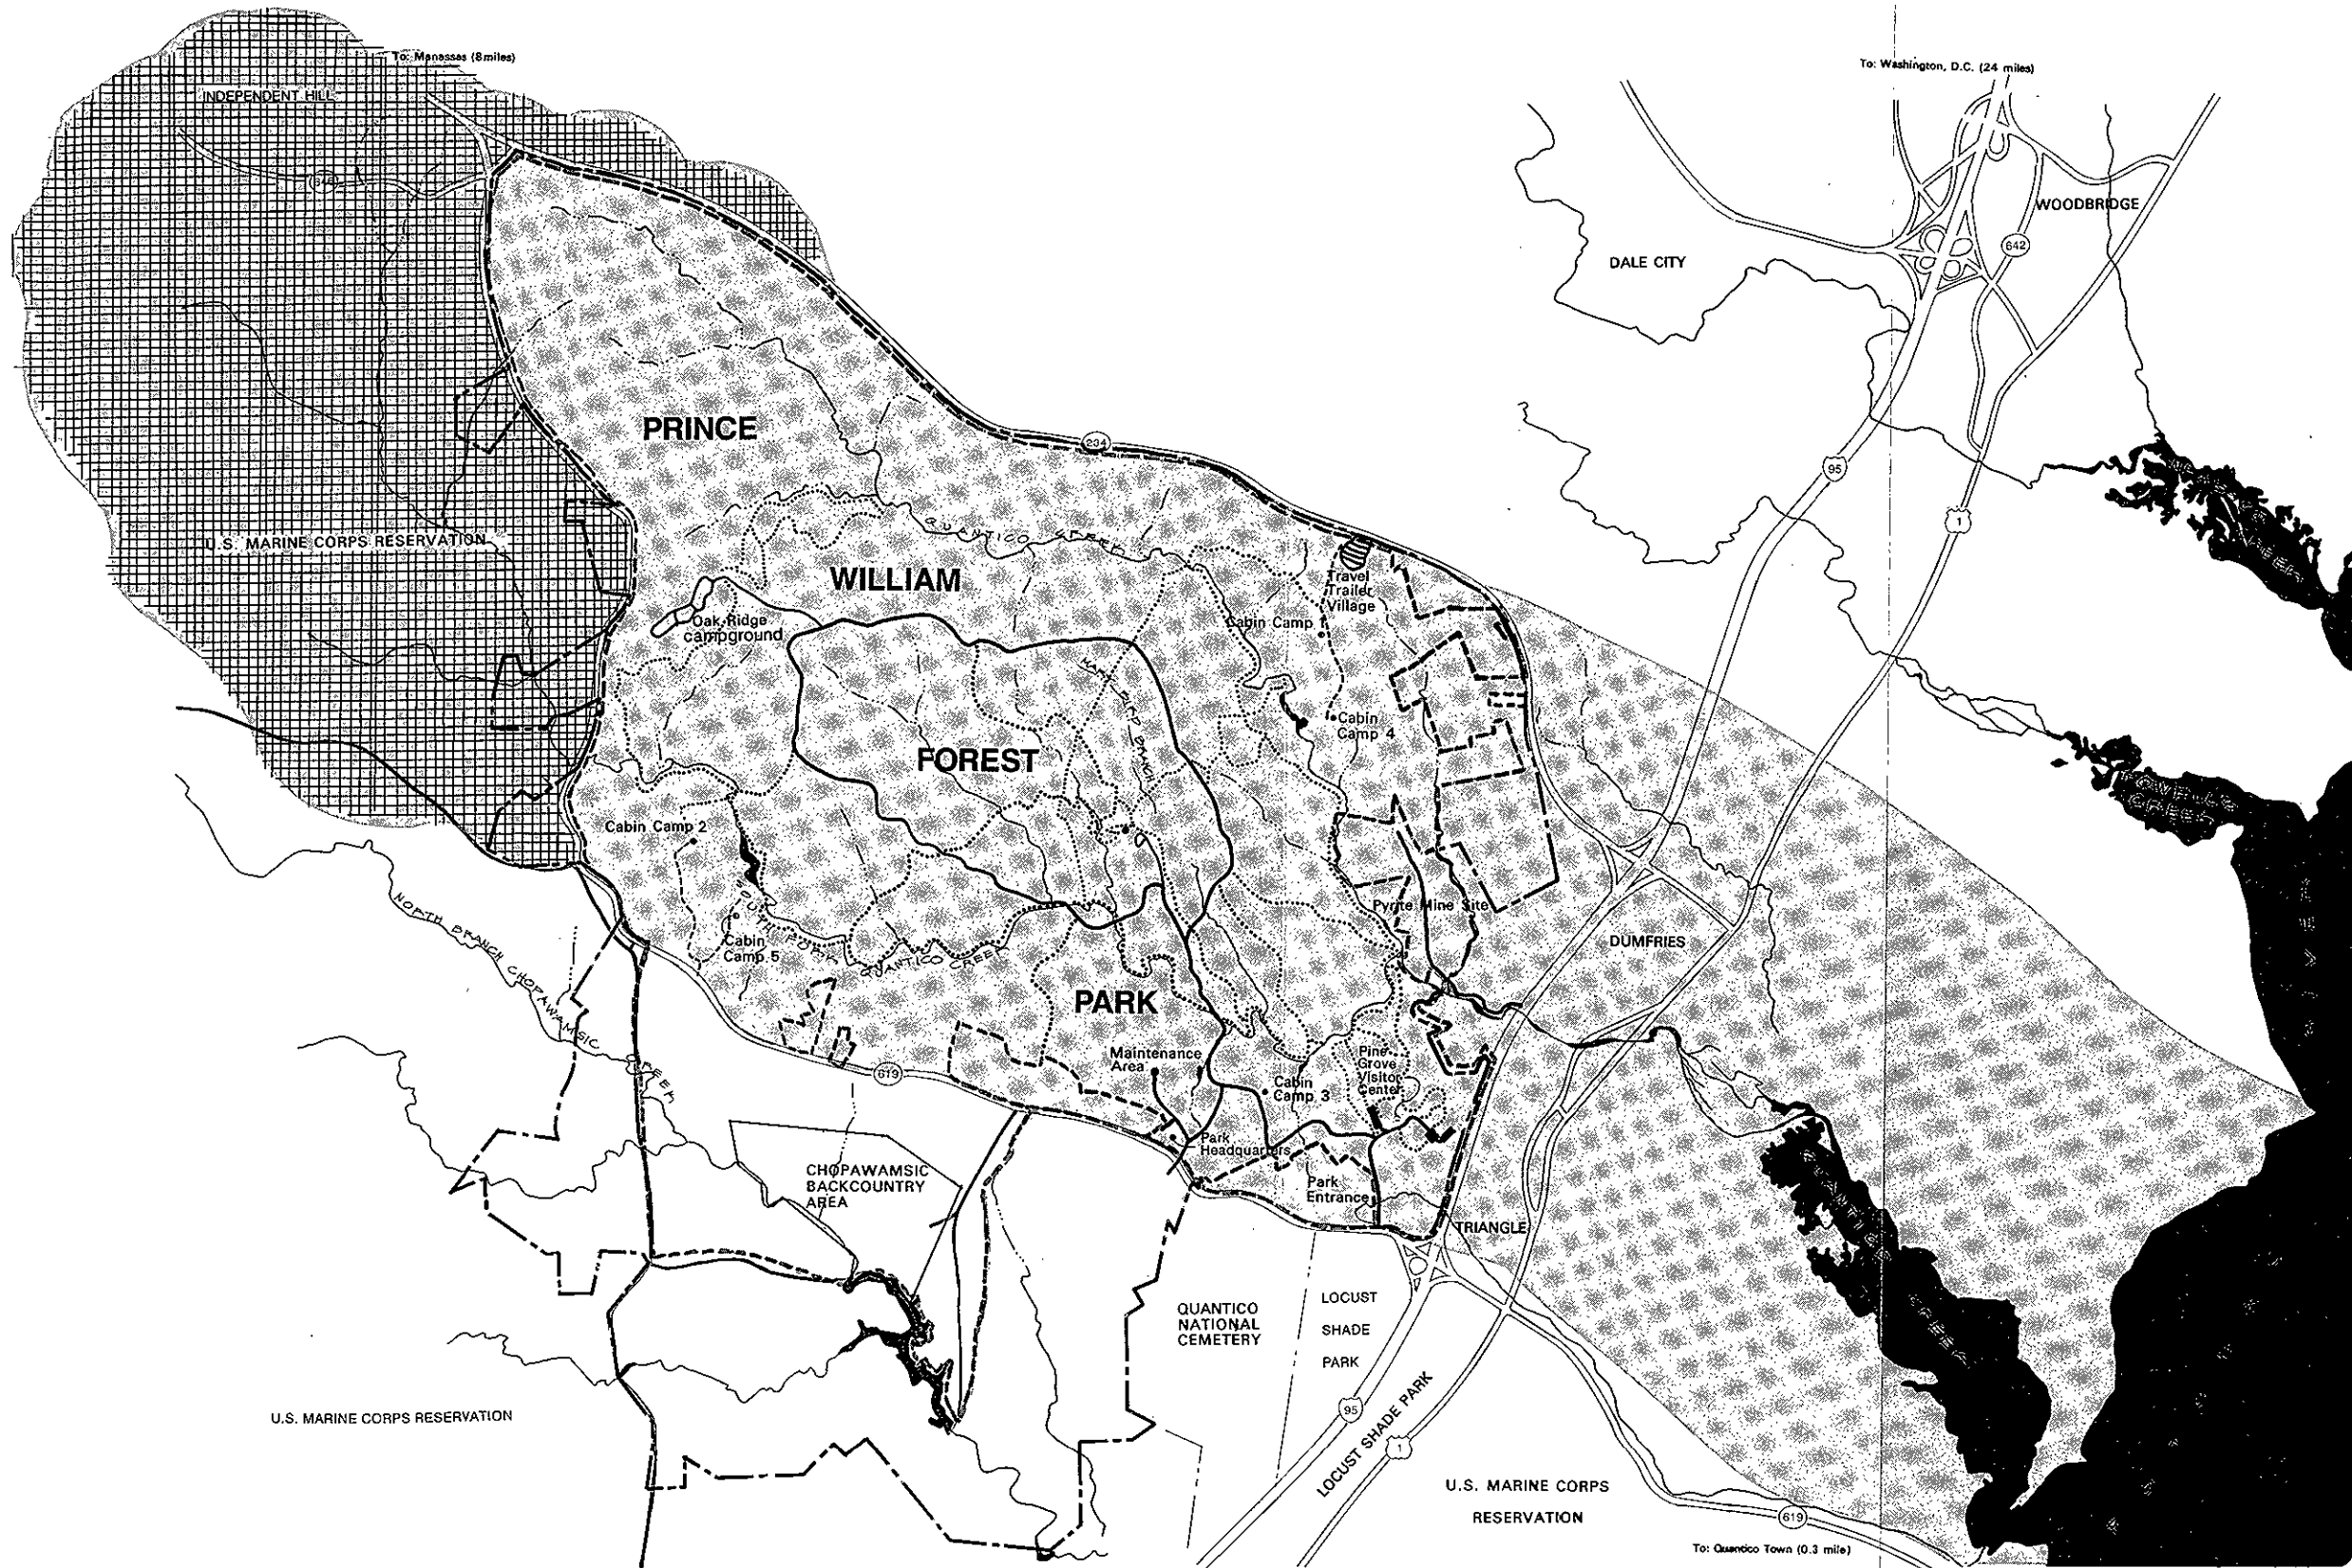 To: Manassas (8 miles)
INDEPENDENT HILL
To: Washington, D.C. (24 miles)
WOODBRIDGE
642
DALE CITY
PRINCE
234
95
1
U.S. MARINE CORPS RESERVATION
QUANTICO CREEK
WILLIAM
Travel
Trailer
Village
Oak Ridge
campground
Cabin Camp
Cabin
Camp 4
FOREST
Cabin Camp 2
Pyrite Mine Site
DUMFRIES
NORTH BRANCH CHOPAWAMSIC CREEK
Cabin
Camp 5
SOUTH FORK
QUANTICO CREEK
PARK
Maintenance
Area
619
Pine
Grove
Visitor
Center
Cabin
Camp 3
Park
Headquarters
CHOPAWAMSIC
BACKCOUNTRY
AREA
Park
Entrance
TRIANGLE
QUANTICO
NATIONAL
CEMETERY
LOCUST
SHADE
PARK
95
LOCUST SHADE PARK
1
U.S. MARINE CORPS RESERVATION
U.S. MARINE CORPS
RESERVATION
619
To: Quantico Town (0.3 mile)